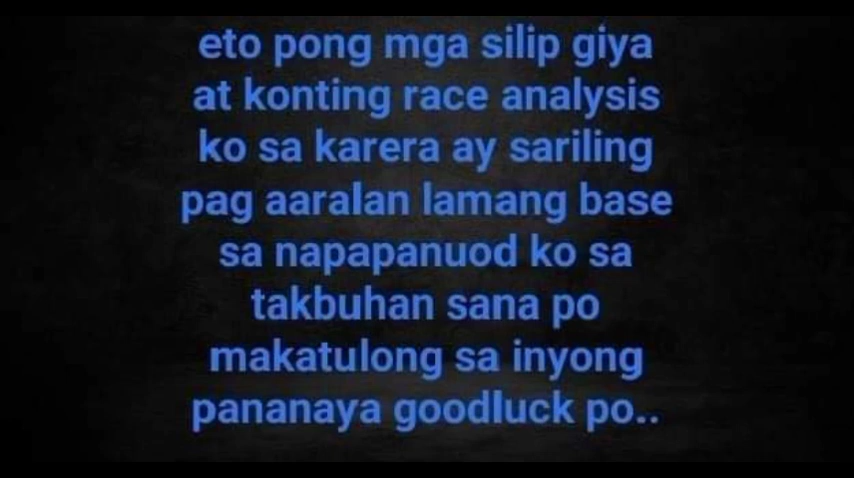 eto pong mga silip giya
at konting race analysis
ko sa karera ay sariling
pag aaralan lamang base
sa napapanuod ko sa
takbuhan sana po
makatulong sa inyong
pananaya goodluck po..